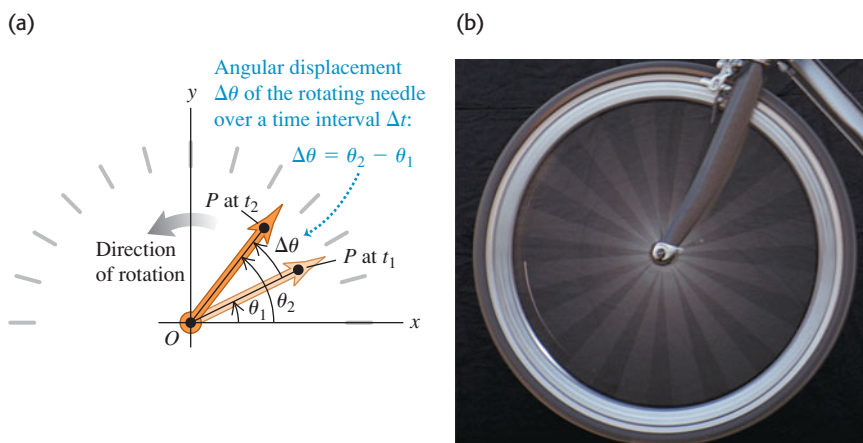 (a)
(b)
Angular displacement
Δθ of the rotating needle
over a time interval Δt:
Δθ = θ₂ − θ₁
y
P at t₂
Δθ
P at t₁
Direction
of rotation
θ₁
θ₂
O
x